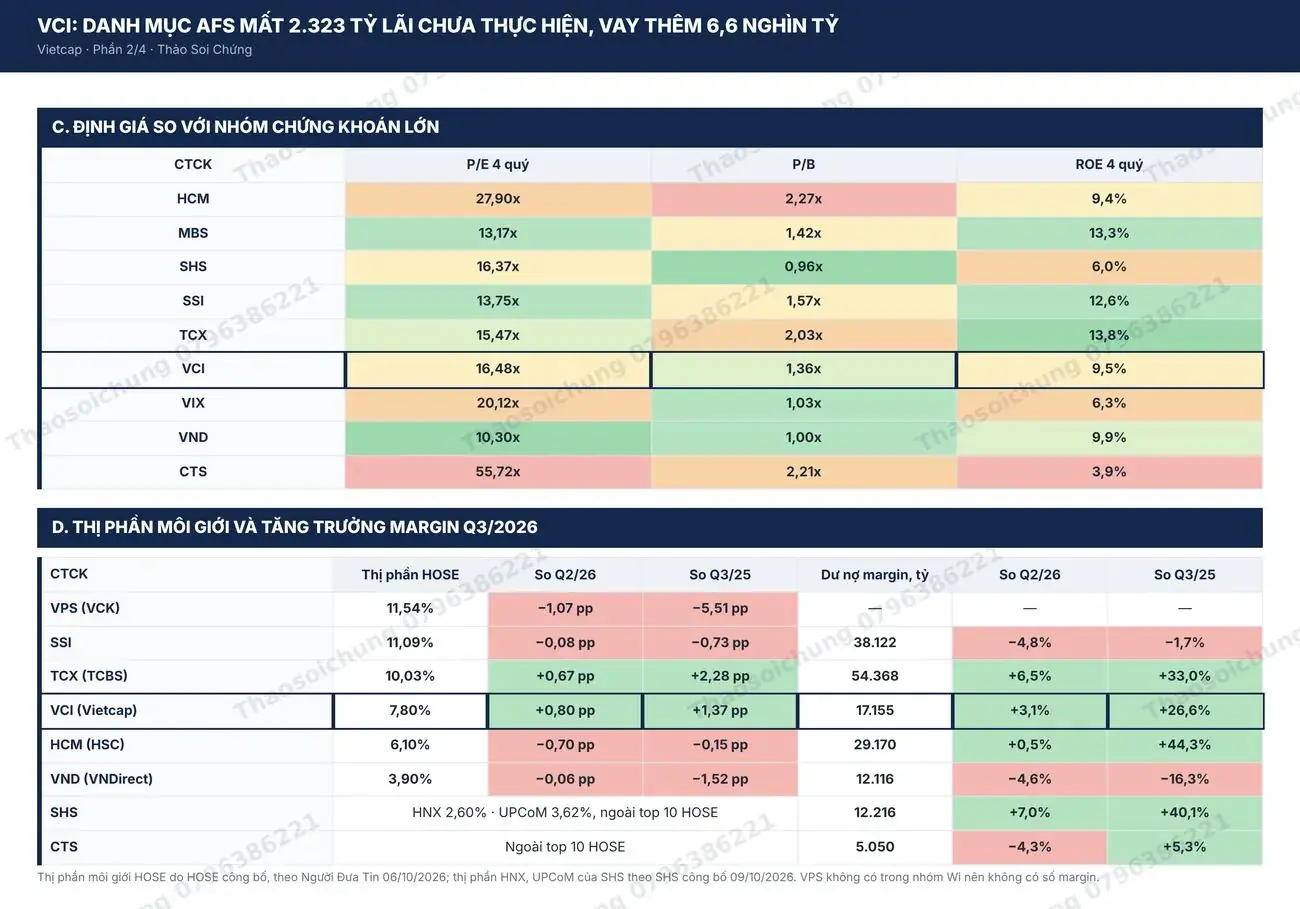 VCI: DANH MỤC AFS MẤT 2.323 TỶ LÃI CHƯA THỰC HIỆN, VAY THÊM 6,6 NGHÌN TỶ
Vietcap · Phần 2/4 · Thảo Soi Chứng
C. ĐỊNH GIÁ SO VỚI NHÓM CHỨNG KHOÁN LỚN
CTCK P/E 4 quý P/B ROE 4 quý
HCM 27,90x 2,27x 9,4%
MBS 13,17x 1,42x 13,3%
SHS 16,37x 0,96x 6,0%
SSI 13,75x 1,57x 12,6%
TCX 15,47x 2,03x 13,8%
VCI 16,48x 1,36x 9,5%
VIX 20,12x 1,03x 6,3%
VND 10,30x 1,00x 9,9%
CTS 55,72x 2,21x 3,9%
D. THỊ PHẦN MÔI GIỚI VÀ TĂNG TRƯỞNG MARGIN Q3/2026
CTCK Thị phần HOSE So Q2/26 So Q3/25 Dư nợ margin, tỷ So Q2/26 So Q3/25
VPS (VCK) 11,54% −1,07 pp −5,51 pp — — —
SSI 11,09% −0,08 pp −0,73 pp 38.122 −4,8% −1,7%
TCX (TCBS) 10,03% +0,67 pp +2,28 pp 54.368 +6,5% +33,0%
VCI (Vietcap) 7,80% +0,80 pp +1,37 pp 17.155 +3,1% +26,6%
HCM (HSC) 6,10% −0,70 pp −0,15 pp 29.170 +0,5% +44,3%
VND (VNDirect) 3,90% −0,06 pp −1,52 pp 12.116 −4,6% −16,3%
SHS HNX 2,60% · UPCoM 3,62%, ngoài top 10 HOSE 12.216 +7,0% +40,1%
CTS Ngoài top 10 HOSE 5.050 −4,3% +5,3%
Thị phần môi giới HOSE do HOSE công bố, theo Người Đưa Tin 06/10/2026; thị phần HNX, UPCoM của SHS theo SHS công bố 09/10/2026. VPS không có trong nhóm Wi nên không có số margin.
Thaosoichung 0796386221